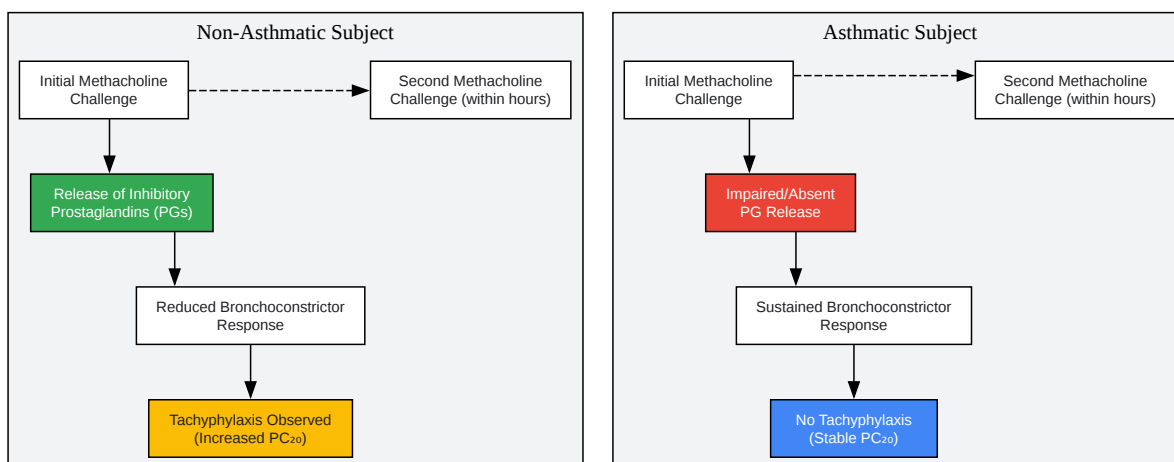 Non-Asthmatic Subject
Initial Methacholine
Challenge
Second Methacholine
Challenge (within hours)
Release of Inhibitory
Prostaglandins (PGs)
Reduced Bronchoconstrictor
Response
Tachyphylaxis Observed
(Increased PC₂₀)
Asthmatic Subject
Initial Methacholine
Challenge
Second Methacholine
Challenge (within hours)
Impaired/Absent
PG Release
Sustained Bronchoconstrictor
Response
No Tachyphylaxis
(Stable PC₂₀)